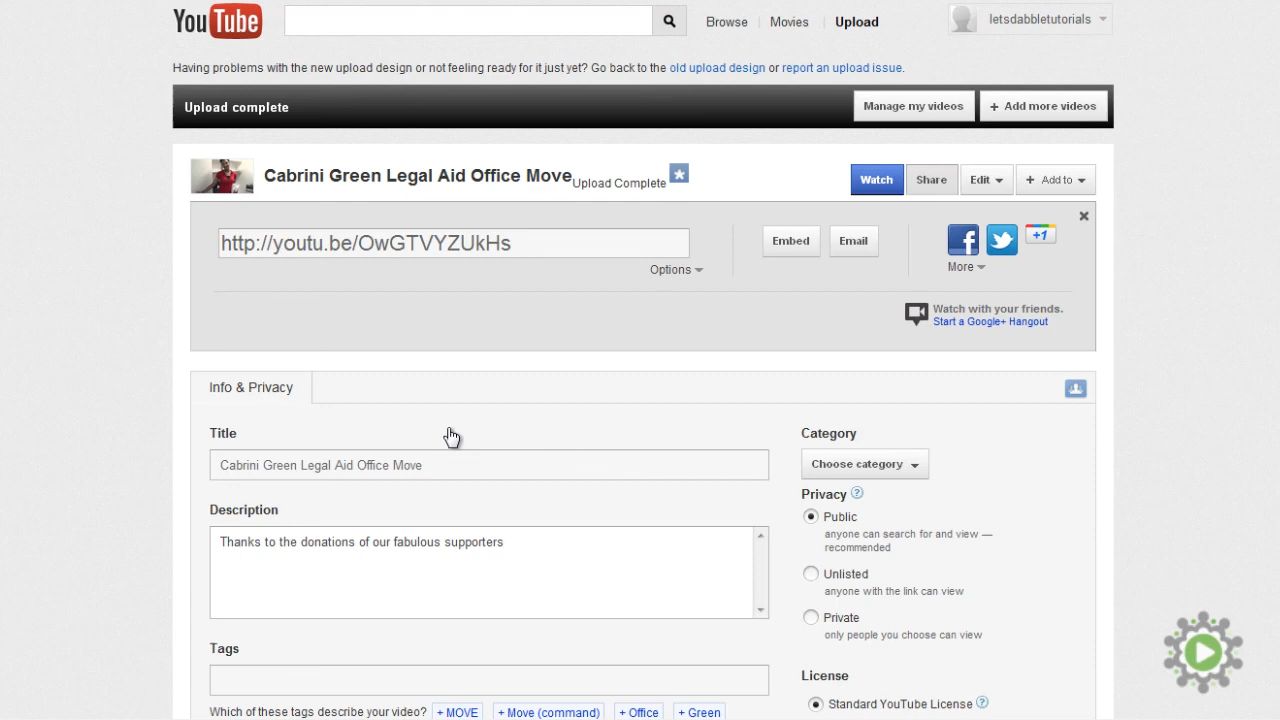 YouTube
Browse Movies Upload letsdabbletutorials
Having problems with the new upload design or not feeling ready for it just yet? Go back to the old upload design or report an upload issue.
Upload complete Manage my videos + Add more videos
Cabrini Green Legal Aid Office Move Upload Complete Watch Share Edit + Add to
http://youtu.be/OwGTVYZUkHs Embed Email f +1
Options More
Watch with your friends.
Start a Google+ Hangout
Info & Privacy
Title Category
Cabrini Green Legal Aid Office Move Choose category
Privacy ?
Description Public
Thanks to the donations of our fabulous supporters anyone can search for and view —
recommended
Unlisted
anyone with the link can view
Private
only people you choose can view
Tags
License
Standard YouTube License ?
Which of these tags describe your video? + MOVE + Move (command) + Office + Green